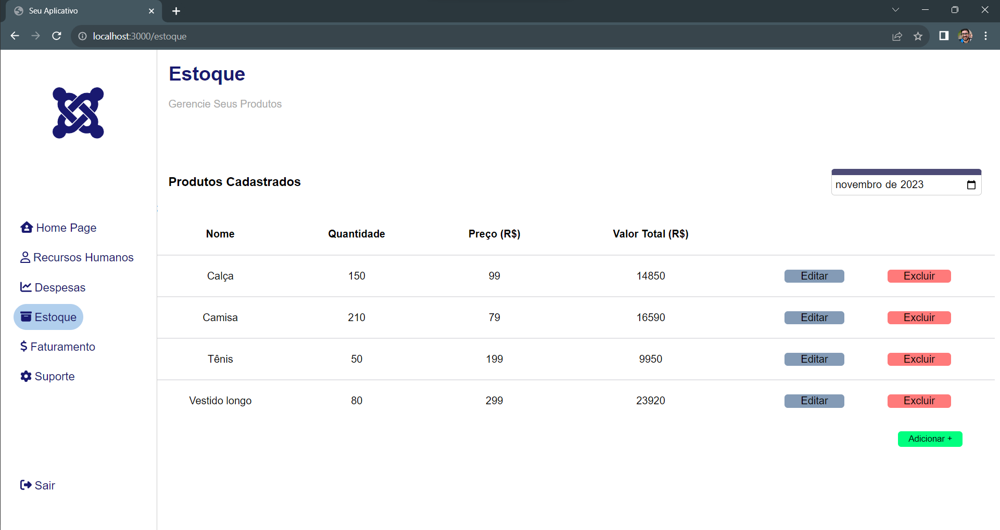 Seu Aplicativo
localhost:3000/estoque
Estoque
Gerencie Seus Produtos
Produtos Cadastrados
novembro de 2023
Home Page
Recursos Humanos
Despesas
Estoque
Faturamento
Suporte
Sair
Nome Quantidade Preço (R$) Valor Total (R$)
Calça 150 99 14850 Editar Excluir
Camisa 210 79 16590 Editar Excluir
Tênis 50 199 9950 Editar Excluir
Vestido longo 80 299 23920 Editar Excluir
Adicionar +